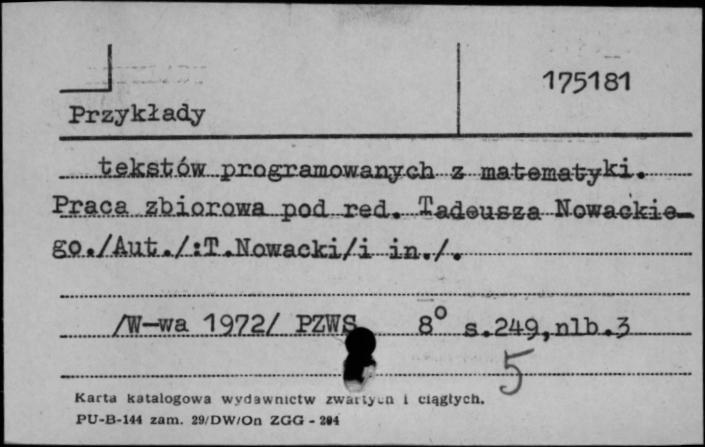 175181
Przykłady
tekstów programowanych z matematyki.
Praca zbiorowa pod red. Tadeusza Nowackie-
go./Aut./:T.Nowacki/i in./.
/W-wa 1972/ PZWS 8° s.249,nlb.3
5
Karta katalogowa wydawnictw zwartych i ciągłych.
PU-B-144 zam. 29/DW/On ZGG - 204